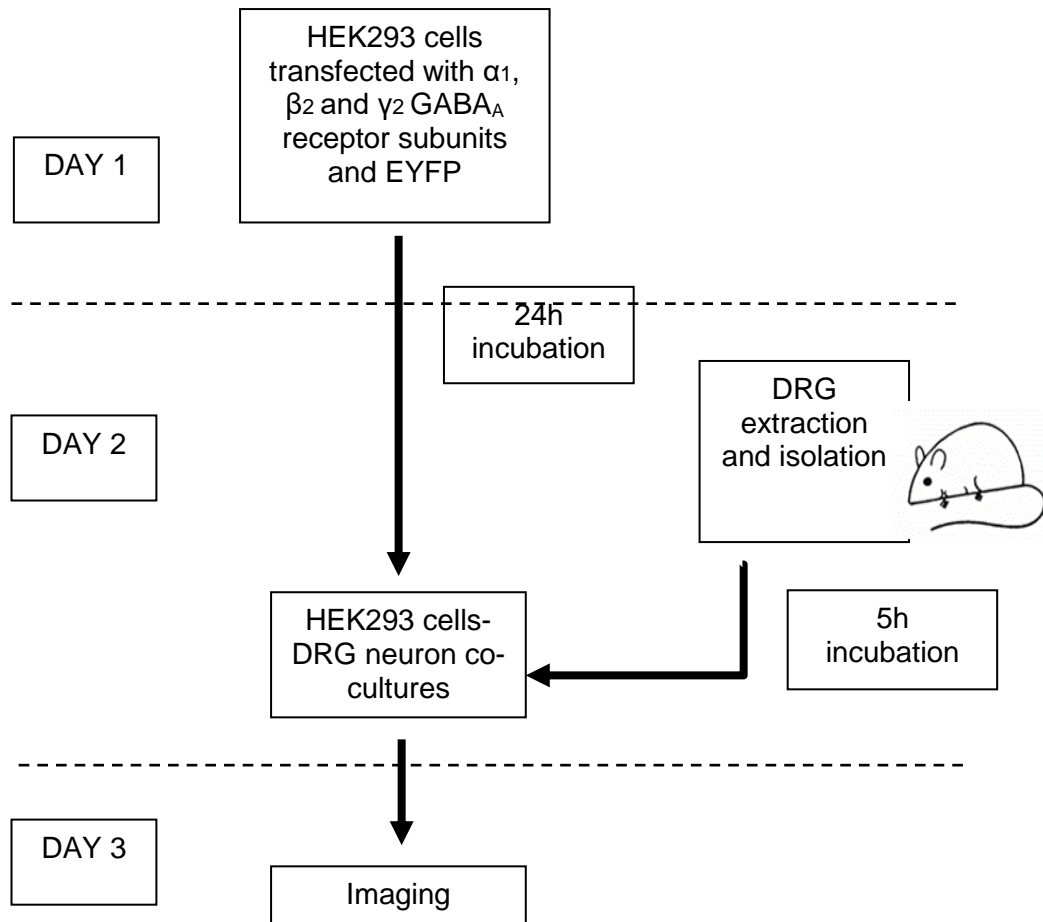 HEK293 cells
transfected with α1,
β2 and γ2 GABAA
receptor subunits
and EYFP
DAY 1
24h
incubation
DRG
extraction
and isolation
DAY 2
HEK293 cells-
DRG neuron co-
cultures
5h
incubation
DAY 3
Imaging